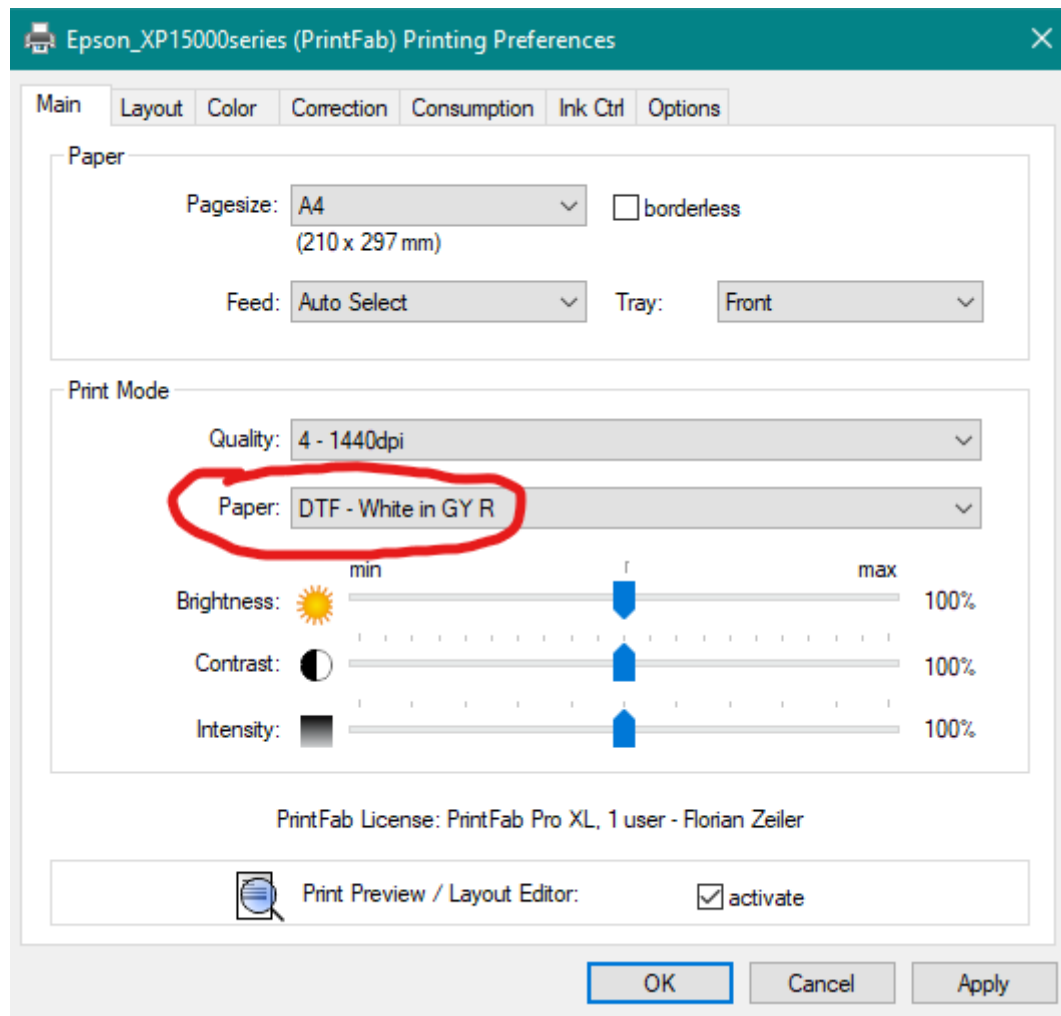 Epson_XP15000series (PrintFab) Printing Preferences
Main Layout Color Correction Consumption Ink Ctrl Options
Paper
Pagesize: A4 borderless
(210 x 297 mm)
Feed: Auto Select Tray: Front
Print Mode
Quality: 4 - 1440dpi
Paper: DTF - White in GY R
min r max
Brightness: 100%
Contrast: 100%
Intensity: 100%
PrintFab License: PrintFab Pro XL, 1 user - Florian Zeiler
Print Preview / Layout Editor: activate
OK Cancel Apply